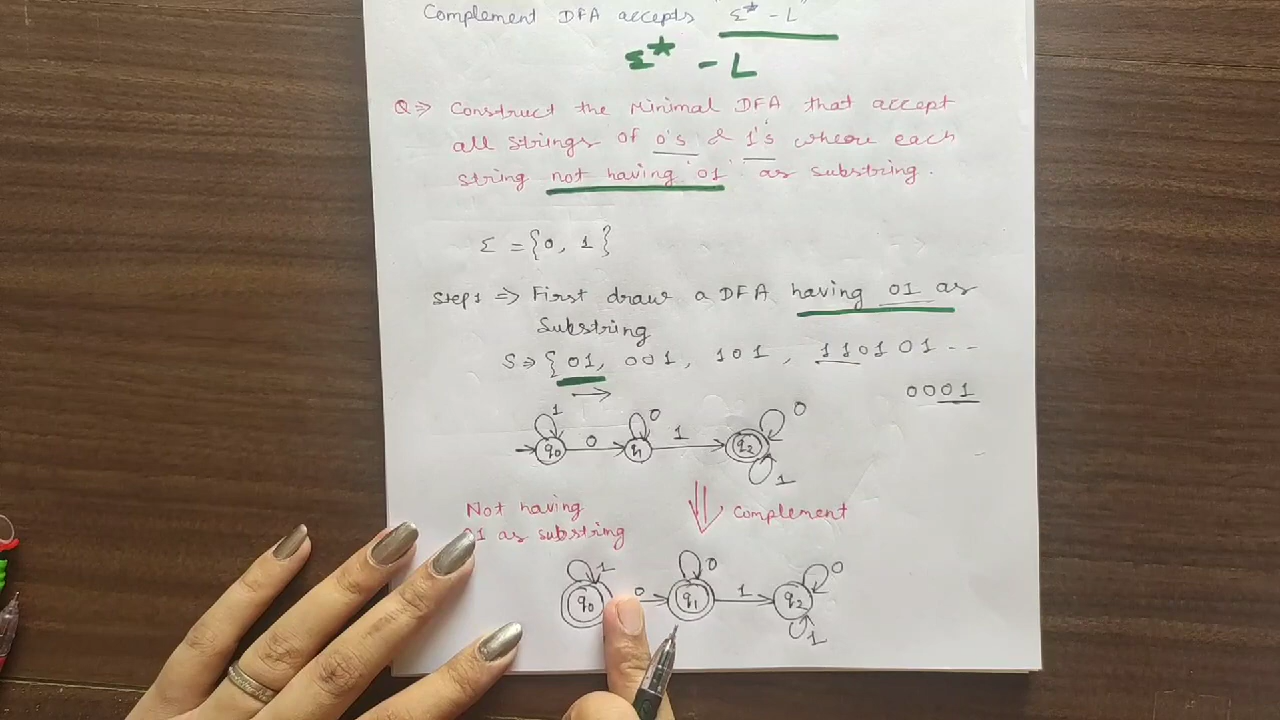 Complement DFA accepts "Σ* - L"
Σ* - L
Q⇒ Construct the Minimal DFA that accept
all strings of 0's & 1's where each
string not having '01' as substring.
Σ = {0, 1}
Step1 ⇒ First draw a DFA having 01 as
Substring
S ⇒ { 01, 001, 101, 110101 --
0001
1 0 0
0 1
q0 q1 q2
1
Not having
01 as substring
Complement
1 0 0
0 1
q0 q1 q2
1